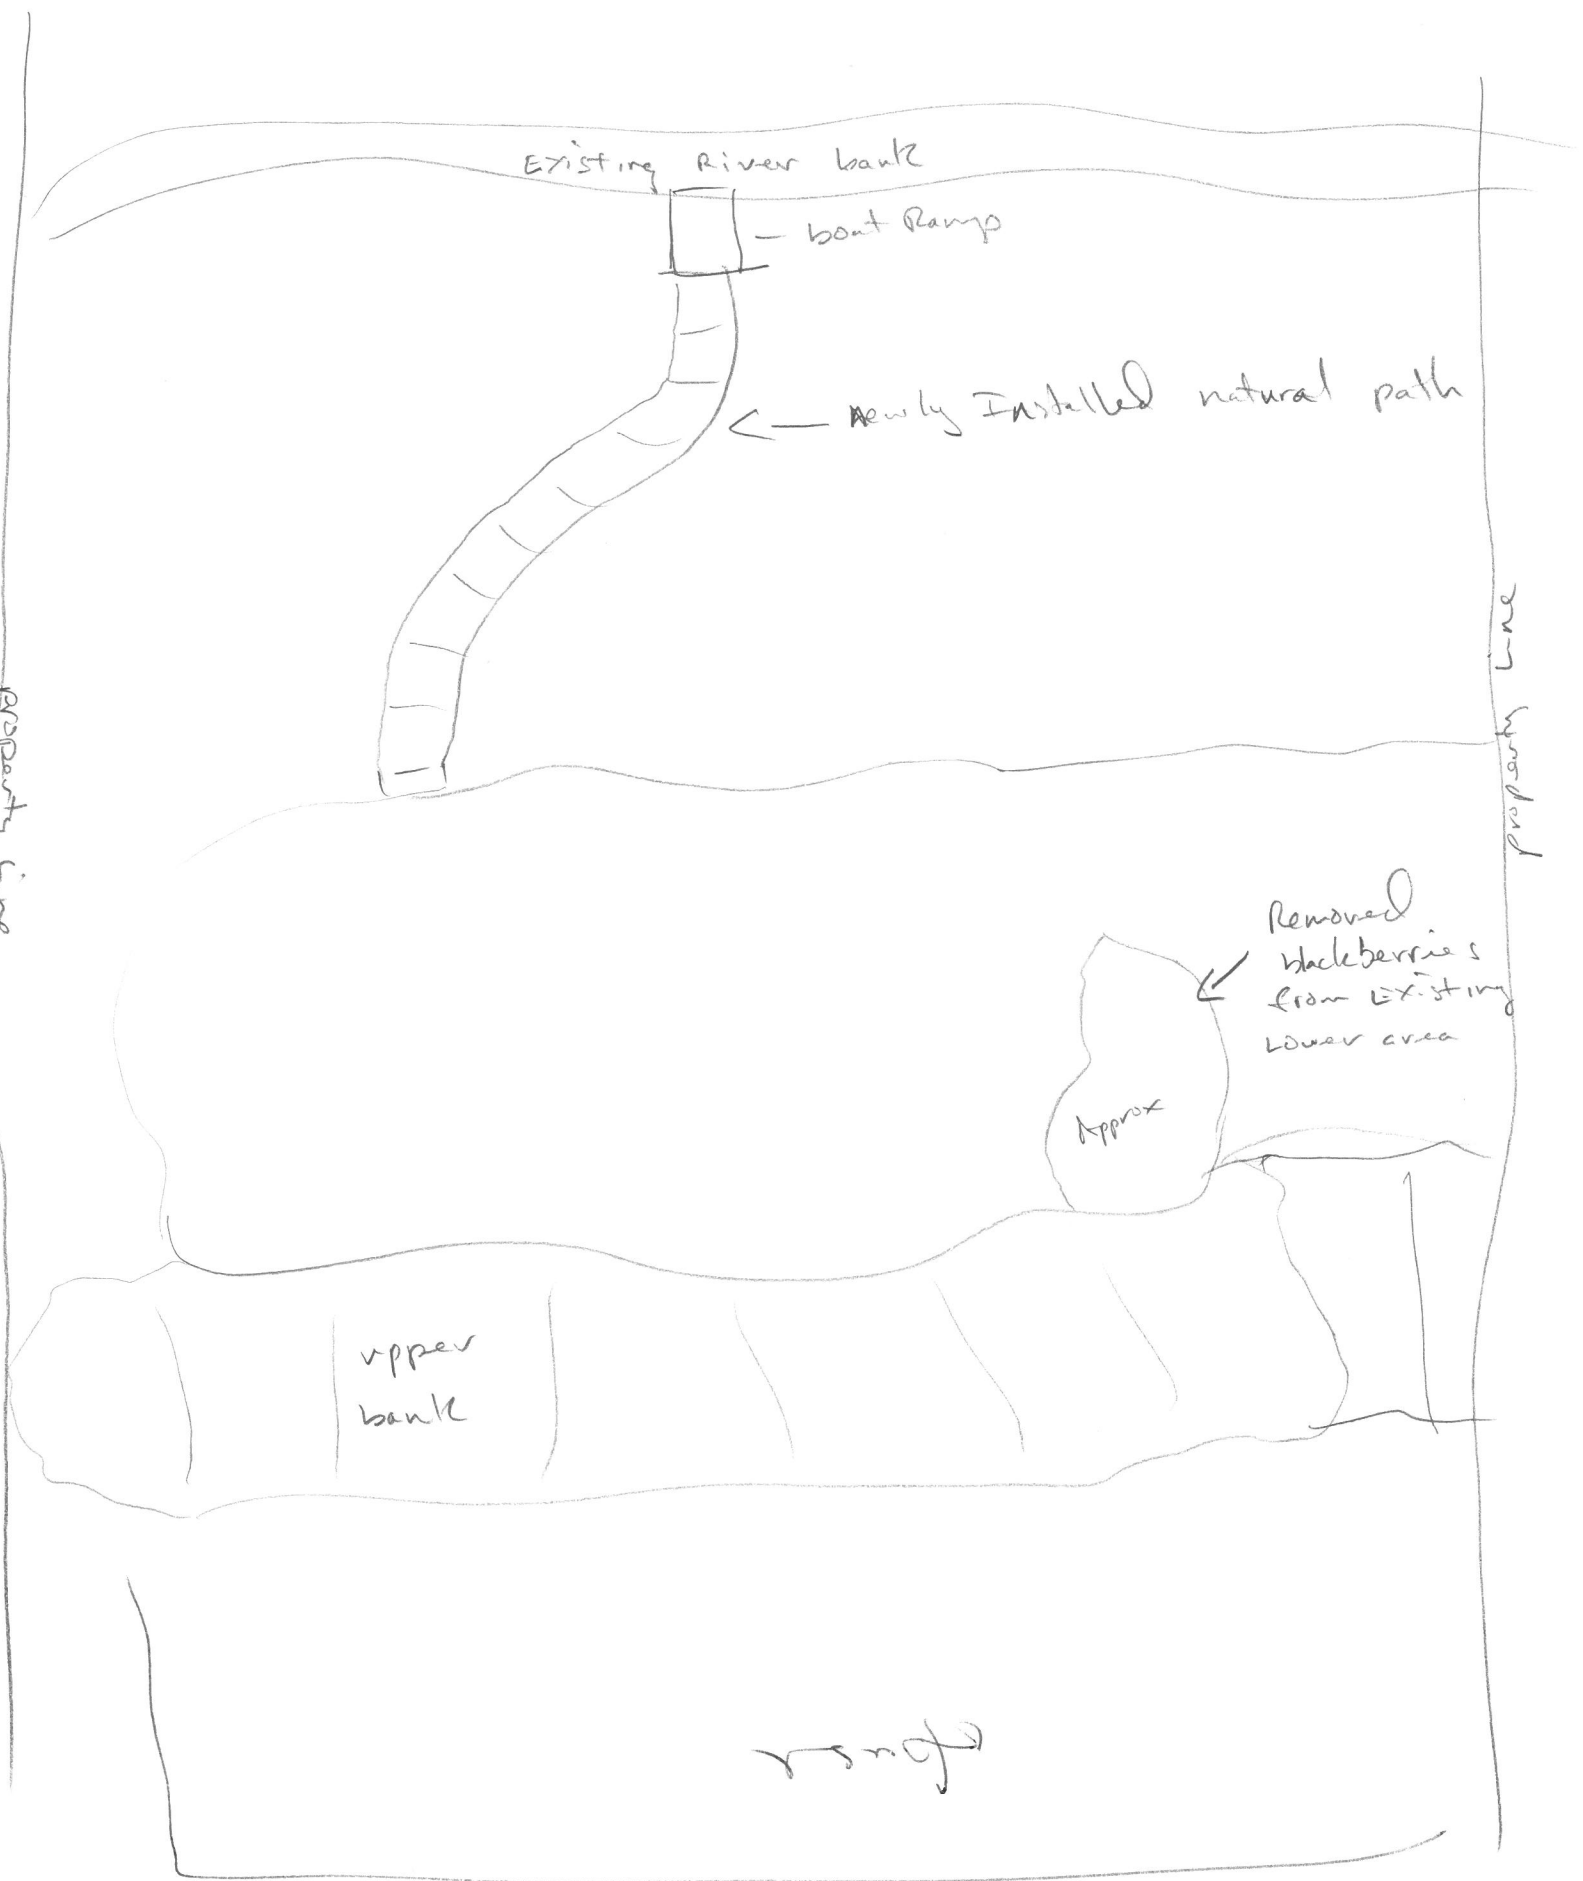 Existing River bank
- boat Ramp
Newly Installed natural path
property Line
property Line
Removed
blackberries
from Existing
Lower area
Approx
upper
bank